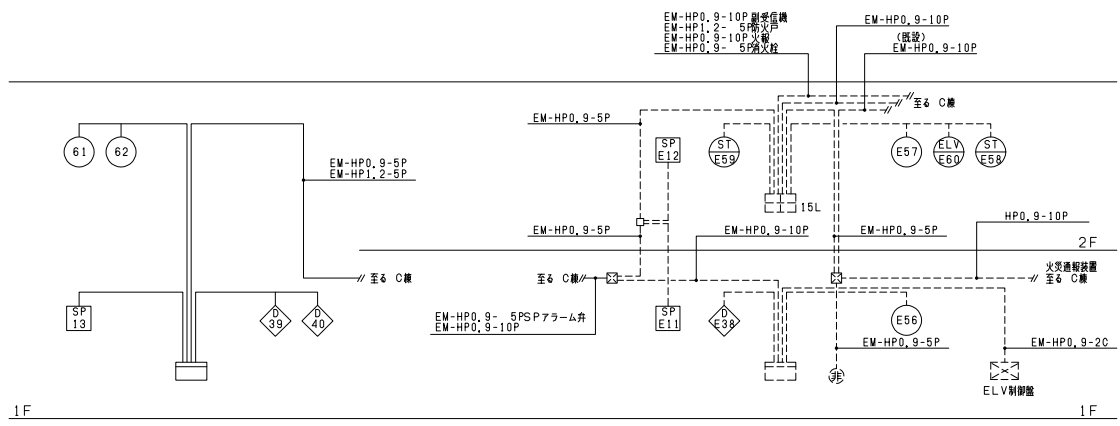 EM-HP0.9-10P副受信機
EM-HP1.2- 5P防火戸
EM-HP0.9-10P火報
EM-HP0.9- 5P消火栓
EM-HP0.9-10P
(既設)
EM-HP0.9-10P
至る C棟
EM-HP0.9-5P
61
62
SP
E12
ST
E59
E57
ELV
E60
ST
E58
EM-HP0.9-5P
EM-HP1.2-5P
15L
HP0.9-10P
EM-HP0.9-5P
EM-HP0.9-10P
EM-HP0.9-5P
2F
至る C棟
至る C棟
火災通報装置
至る C棟
SP
13
D
39
D
40
EM-HP0.9- 5PSPアラーム弁
EM-HP0.9-10P
SP
E11
D
E38
E56
EM-HP0.9-5P
EM-HP0.9-2C
非
ELV制御盤
1F
1F